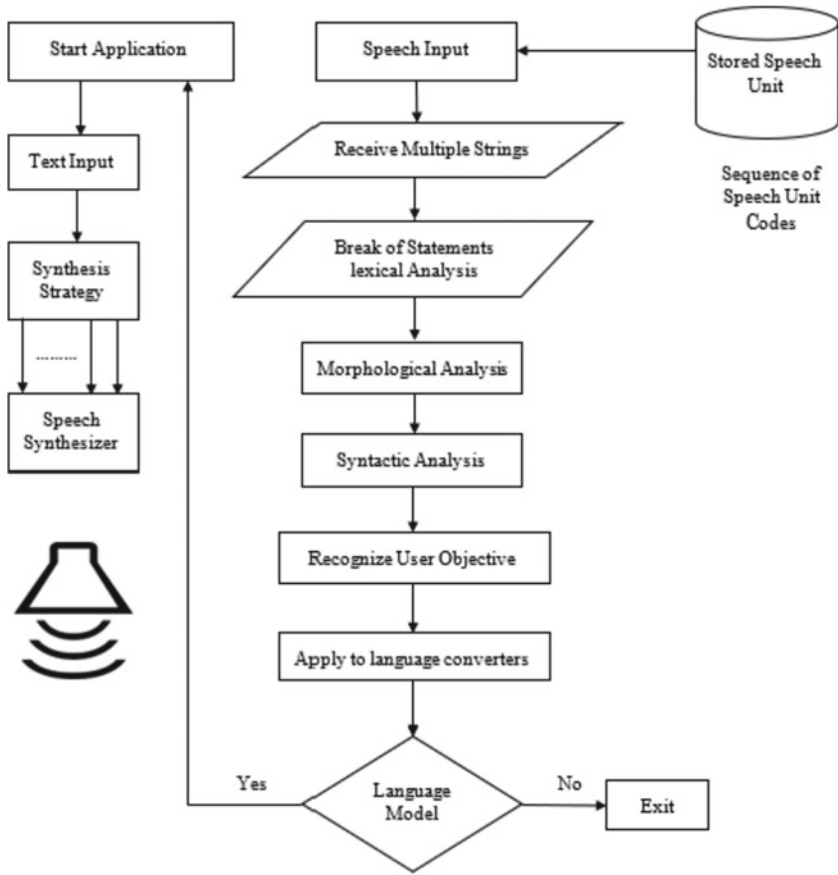 Start Application
Text Input
Synthesis
Strategy
..........
Speech
Synthesizer
Speech Input
Receive Multiple Strings
Break of Statements
lexical Analysis
Morphological Analysis
Syntactic Analysis
Recognize User Objective
Apply to language converters
Language
Model
Yes
No
Exit
Stored Speech
Unit
Sequence of
Speech Unit
Codes